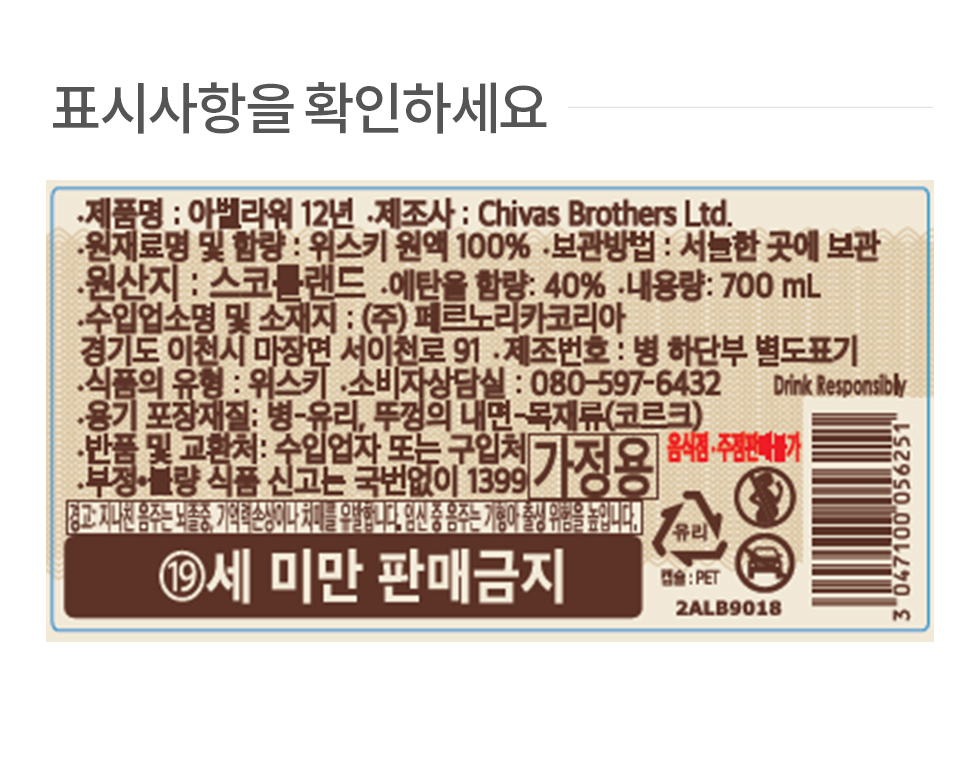 표시사항을 확인하세요
·제품명 : 아벨라워 12년 ·제조사 : Chivas Brothers Ltd.
·원재료명 및 함량 : 위스키 원액 100% ·보관방법 : 서늘한 곳에 보관
·원산지 : 스코틀랜드 ·에탄올 함량: 40% ·내용량: 700 mL
·수입업소명 및 소재지 : (주) 페르노리카코리아
경기도 이천시 마장면 서이천로 91 ·제조번호 : 병 하단부 별도표기
·식품의 유형 : 위스키 ·소비자상담실 : 080-597-6432
Drink Responsibly
·용기 포장재질: 병-유리, 뚜껑의 내면-목재류(코르크)
·반품 및 교환처: 수입업자 또는 구입처
·부정•불량 식품 신고는 국번없이 1399
가정용
음식점·주점판매불가
경고: 지나친 음주는 뇌졸중, 기억력손상이나 치매를 유발합니다. 임신 중 음주는 기형아 출생 위험을 높입니다.
⑲세 미만 판매금지
유리
캡슐 : PET
2ALB9018
3 047100 056251